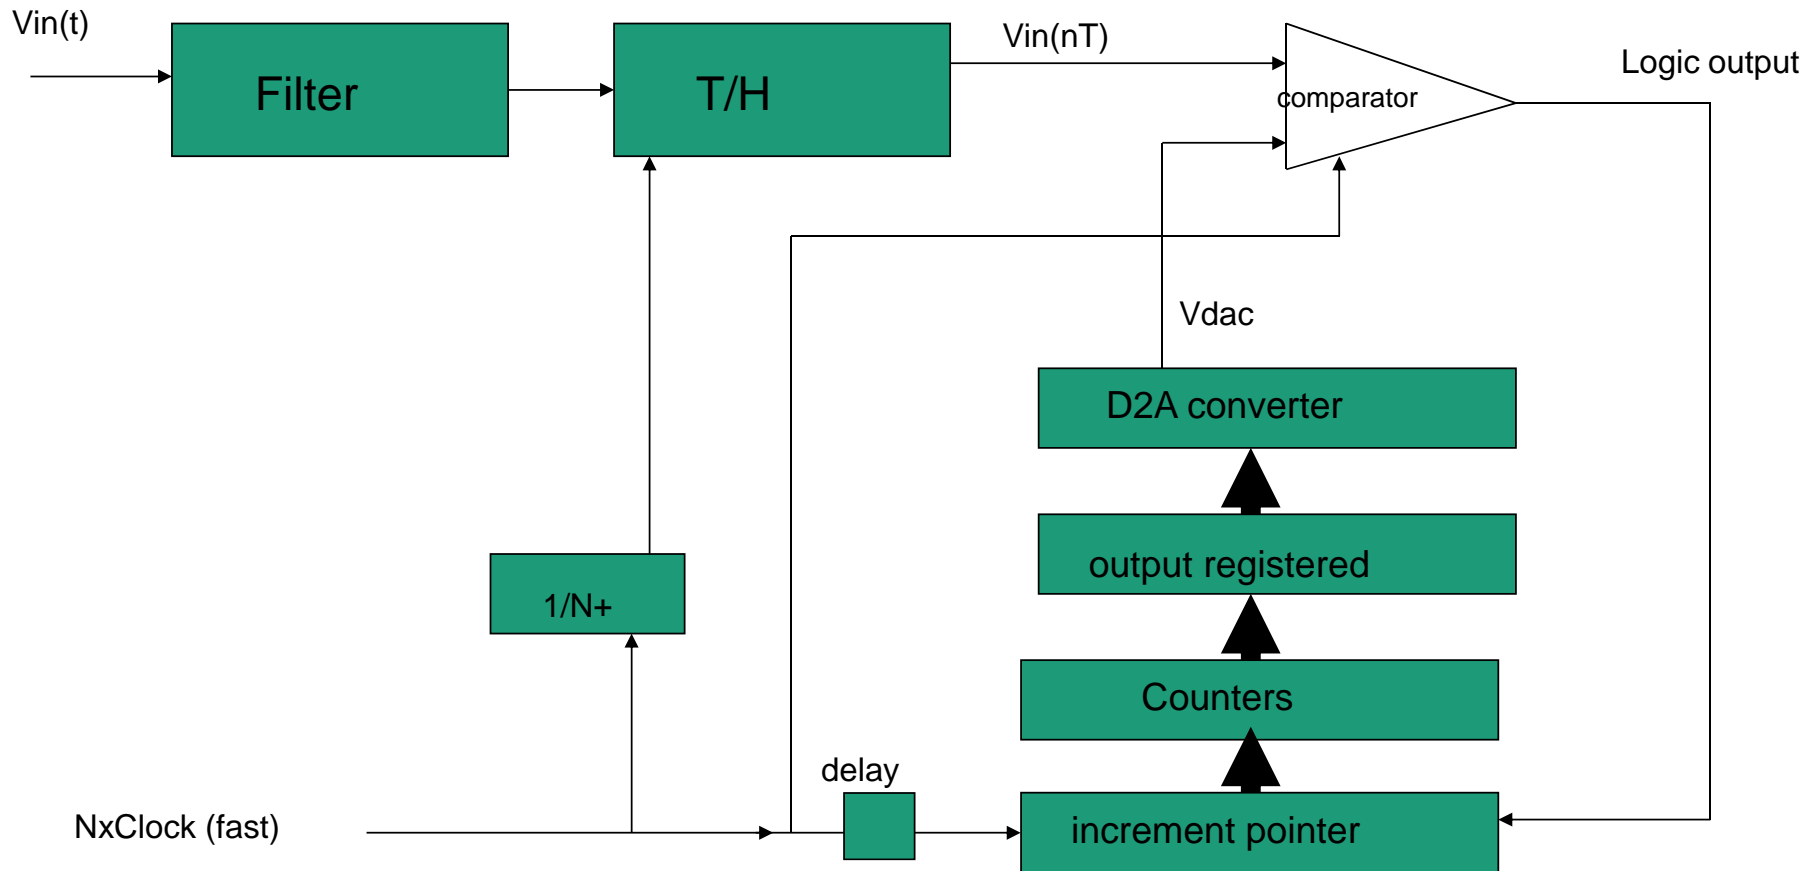 Vin(t)
Filter
T/H
Vin(nT)
comparator
Logic output
Vdac
D2A converter
output registered
1/N+
Counters
delay
NxClock (fast)
increment pointer